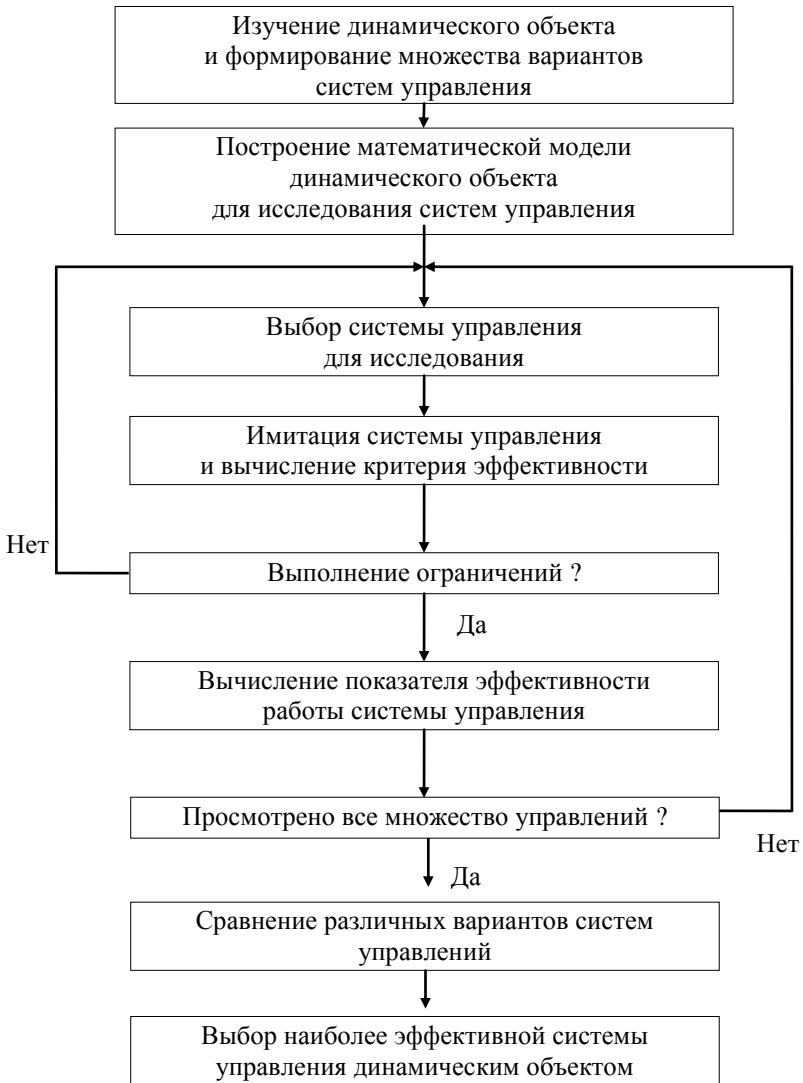 Изучение динамического объекта
и формирование множества вариантов
систем управления
Построение математической модели
динамического объекта
для исследования систем управления
Выбор системы управления
для исследования
Имитация системы управления
и вычисление критерия эффективности
Нет
Выполнение ограничений ?
Да
Вычисление показателя эффективности
работы системы управления
Просмотрено все множество управлений ?
Нет
Да
Сравнение различных вариантов систем
управлений
Выбор наиболее эффективной системы
управления динамическим объектом